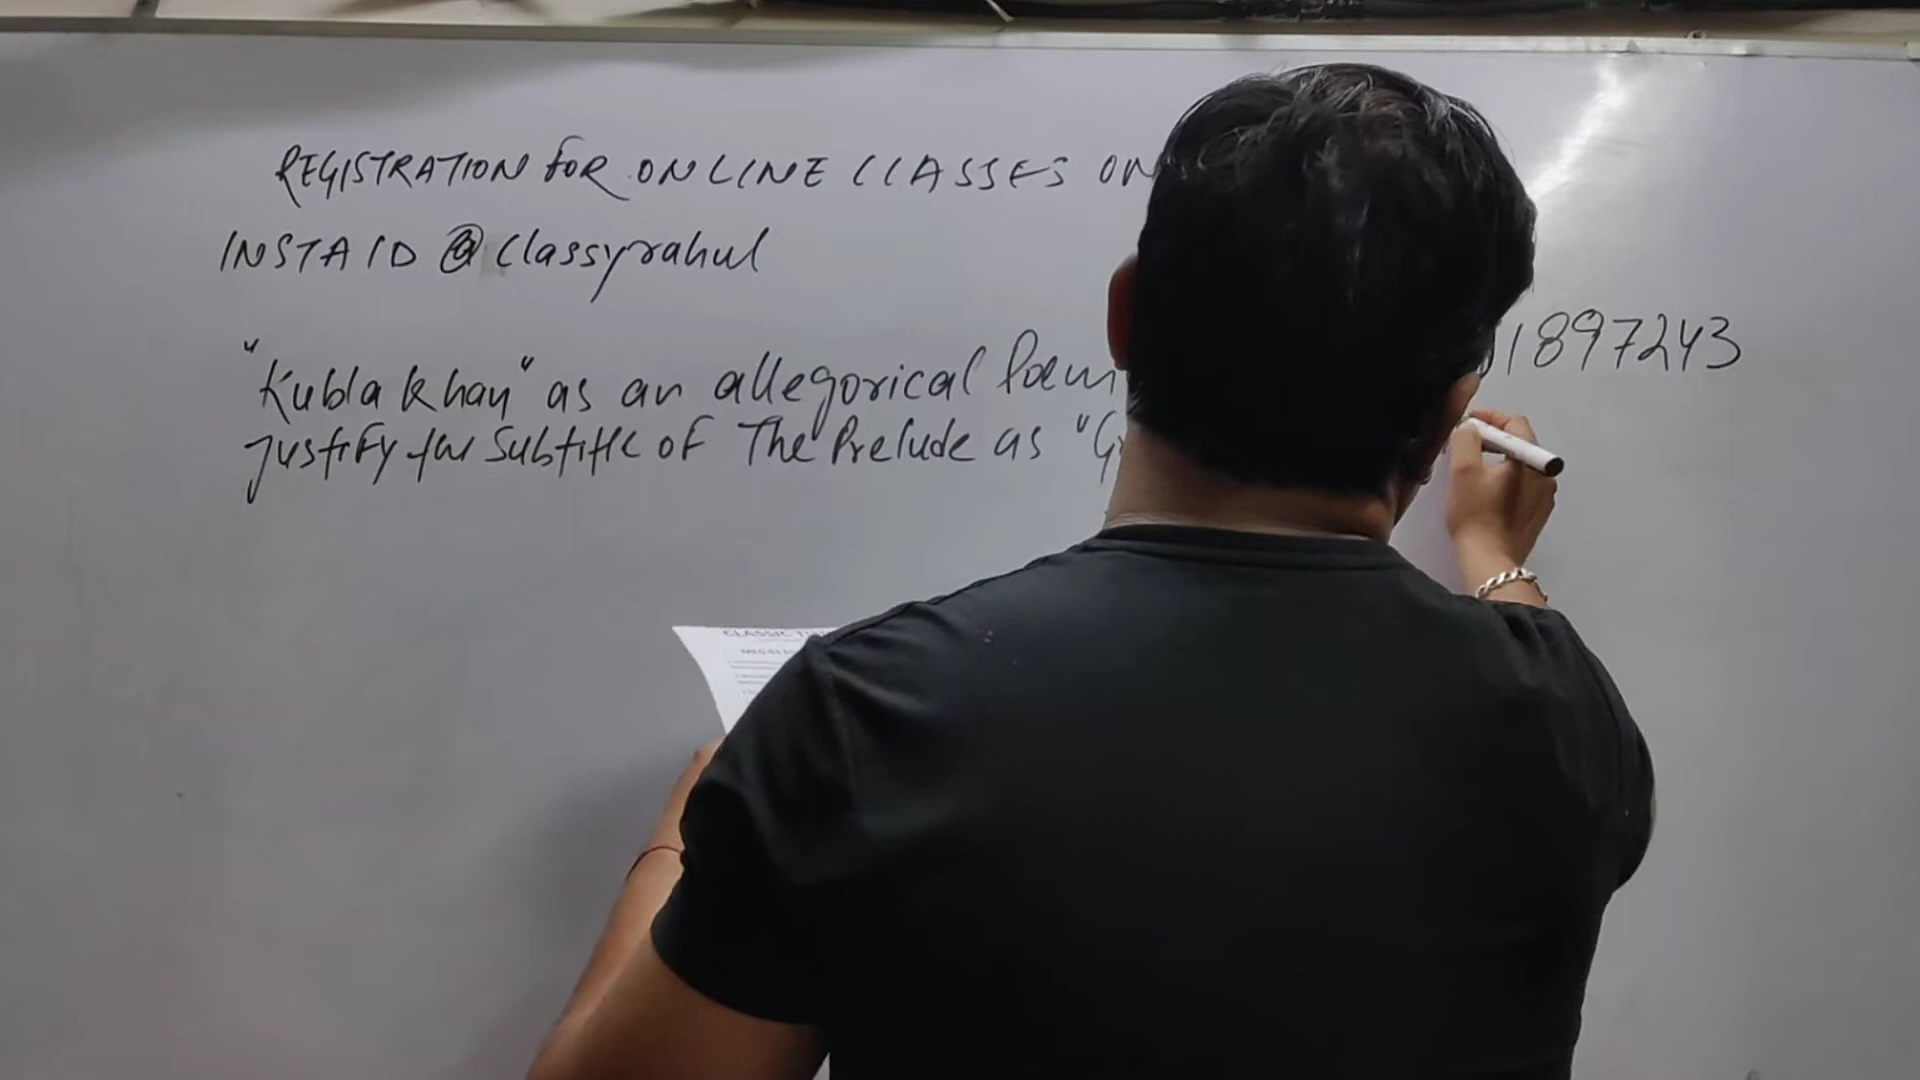 REGISTRATION FOR ONLINE CLASSES ON
INSTA ID @classyrahul
1897243
"Kubla khan" as an allegorical Poem
Justify the Subtitle of The Prelude as "G
CLASSIC